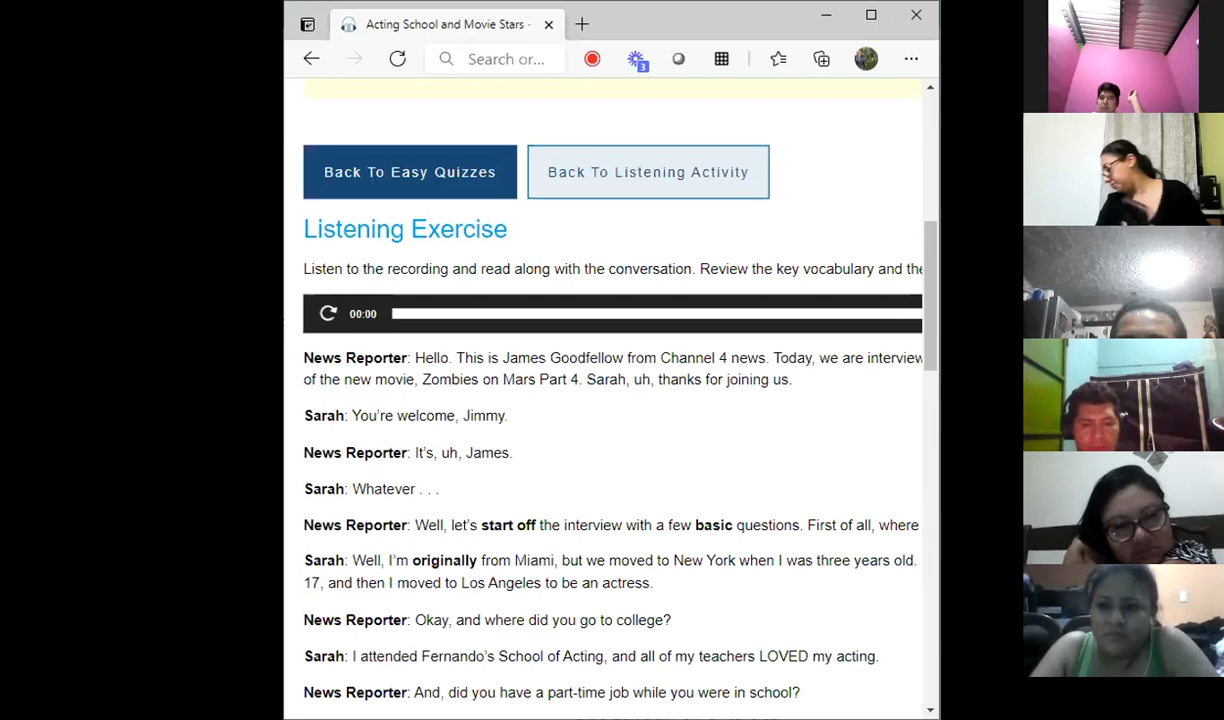 Acting School and Movie Stars -
Search or...
3
Back To Easy Quizzes
Back To Listening Activity
Listening Exercise
Listen to the recording and read along with the conversation. Review the key vocabulary and the
00:00
News Reporter: Hello. This is James Goodfellow from Channel 4 news. Today, we are interview
of the new movie, Zombies on Mars Part 4. Sarah, uh, thanks for joining us.
Sarah: You're welcome, Jimmy.
News Reporter: It's, uh, James.
Sarah: Whatever . . .
News Reporter: Well, let's start off the interview with a few basic questions. First of all, where
Sarah: Well, I'm originally from Miami, but we moved to New York when I was three years old.
17, and then I moved to Los Angeles to be an actress.
News Reporter: Okay, and where did you go to college?
Sarah: I attended Fernando's School of Acting, and all of my teachers LOVED my acting.
News Reporter: And, did you have a part-time job while you were in school?